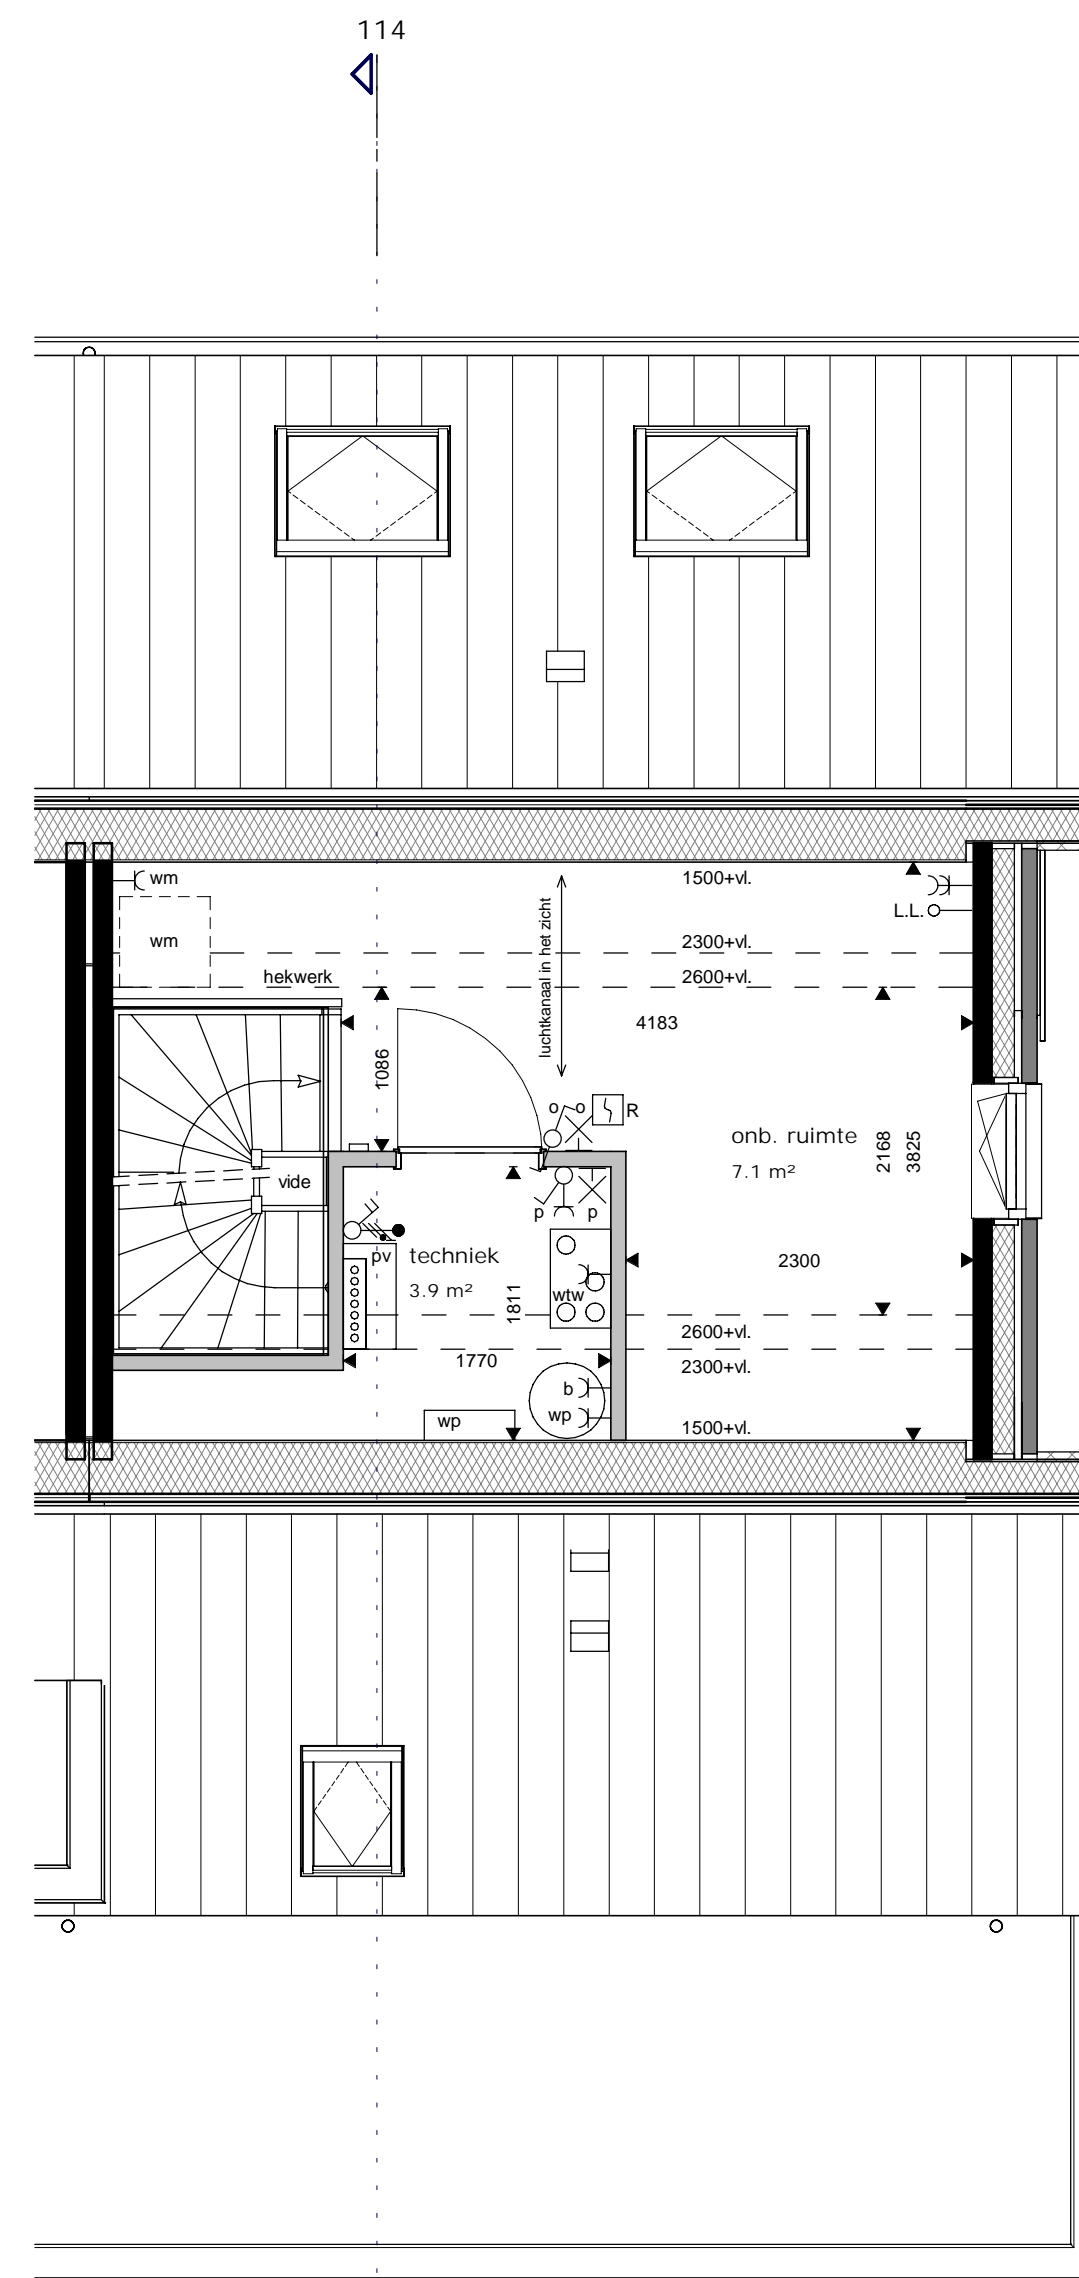 114
wm
1500+vl.
L.L.
wm
luchtkanaal in het zicht
2300+vl.
hekwerk
2600+vl.
4183
1086
o o R
onb. ruimte
7.1 m²
2168
3825
vide
p p
pv
techniek
3.9 m²
1811
wtw
2300
2600+vl.
1770
2300+vl.
b
wp
wp
1500+vl.